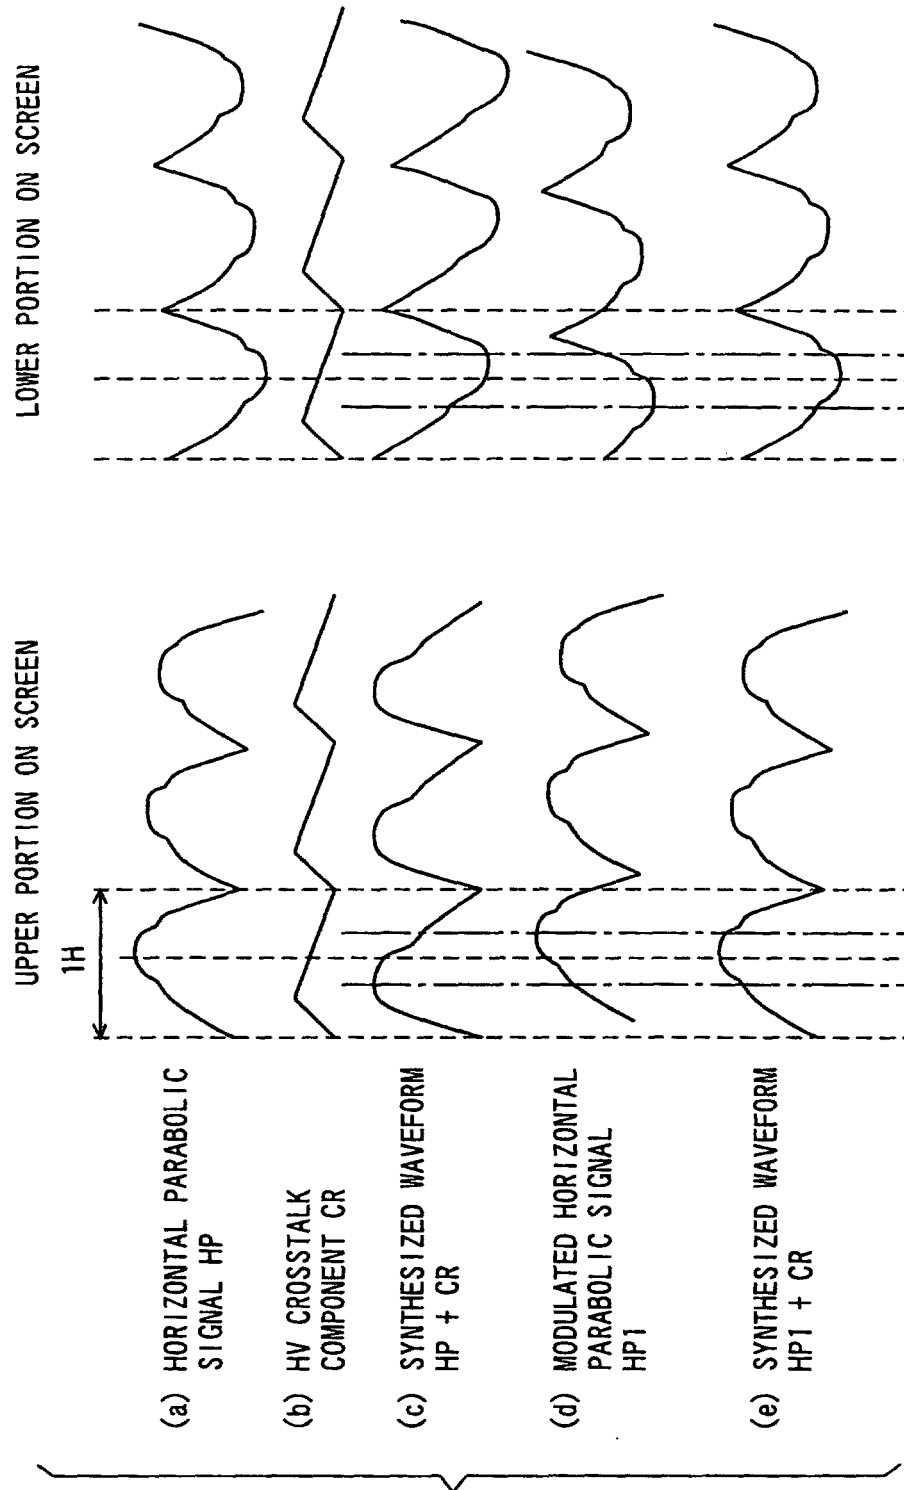 UPPER PORTION ON SCREEN
LOWER PORTION ON SCREEN
1H
(a) HORIZONTAL PARABOLIC
SIGNAL HP
(b) HV CROSSTALK
COMPONENT CR
(c) SYNTHESIZED WAVEFORM
HP + CR
(d) MODULATED HORIZONTAL
PARABOLIC SIGNAL
HP1
(e) SYNTHESIZED WAVEFORM
HP1 + CR